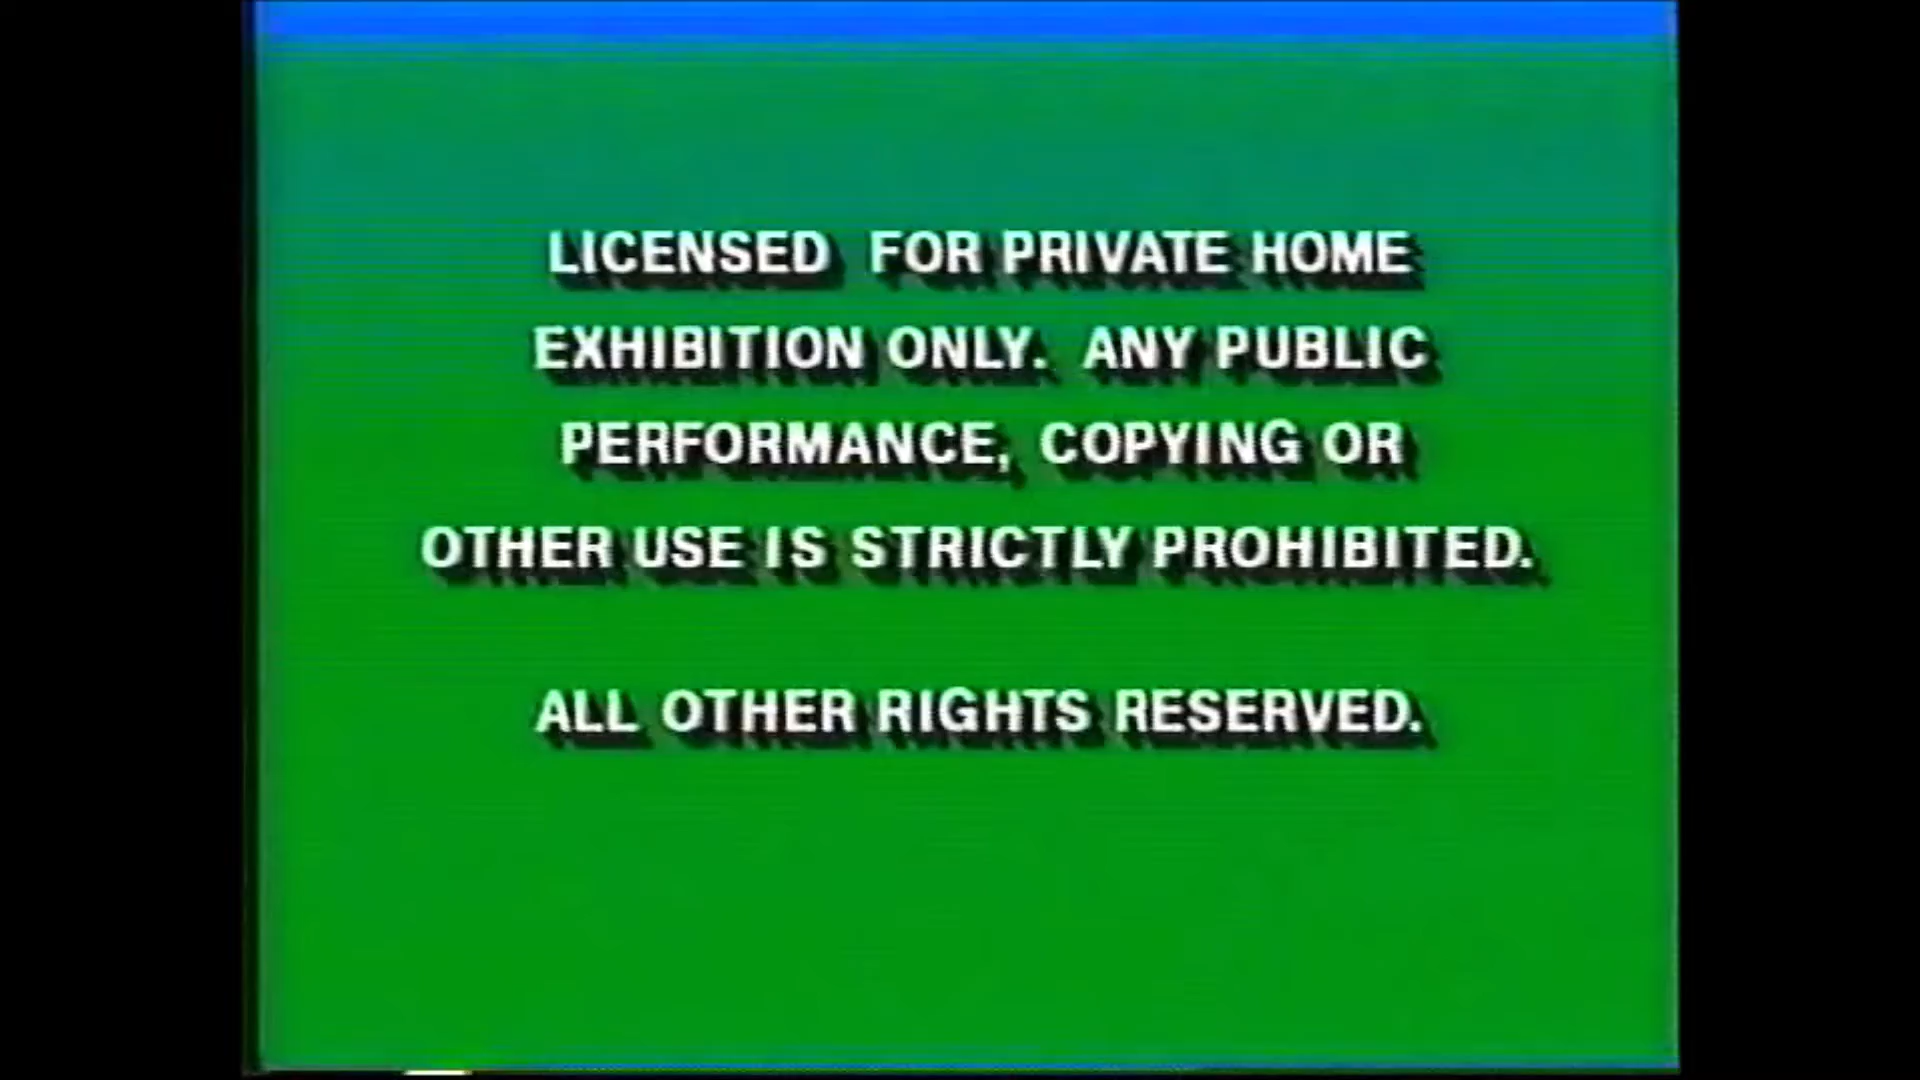 LICENSED FOR PRIVATE HOME
EXHIBITION ONLY. ANY PUBLIC
PERFORMANCE, COPYING OR
OTHER USE IS STRICTLY PROHIBITED.
ALL OTHER RIGHTS RESERVED.